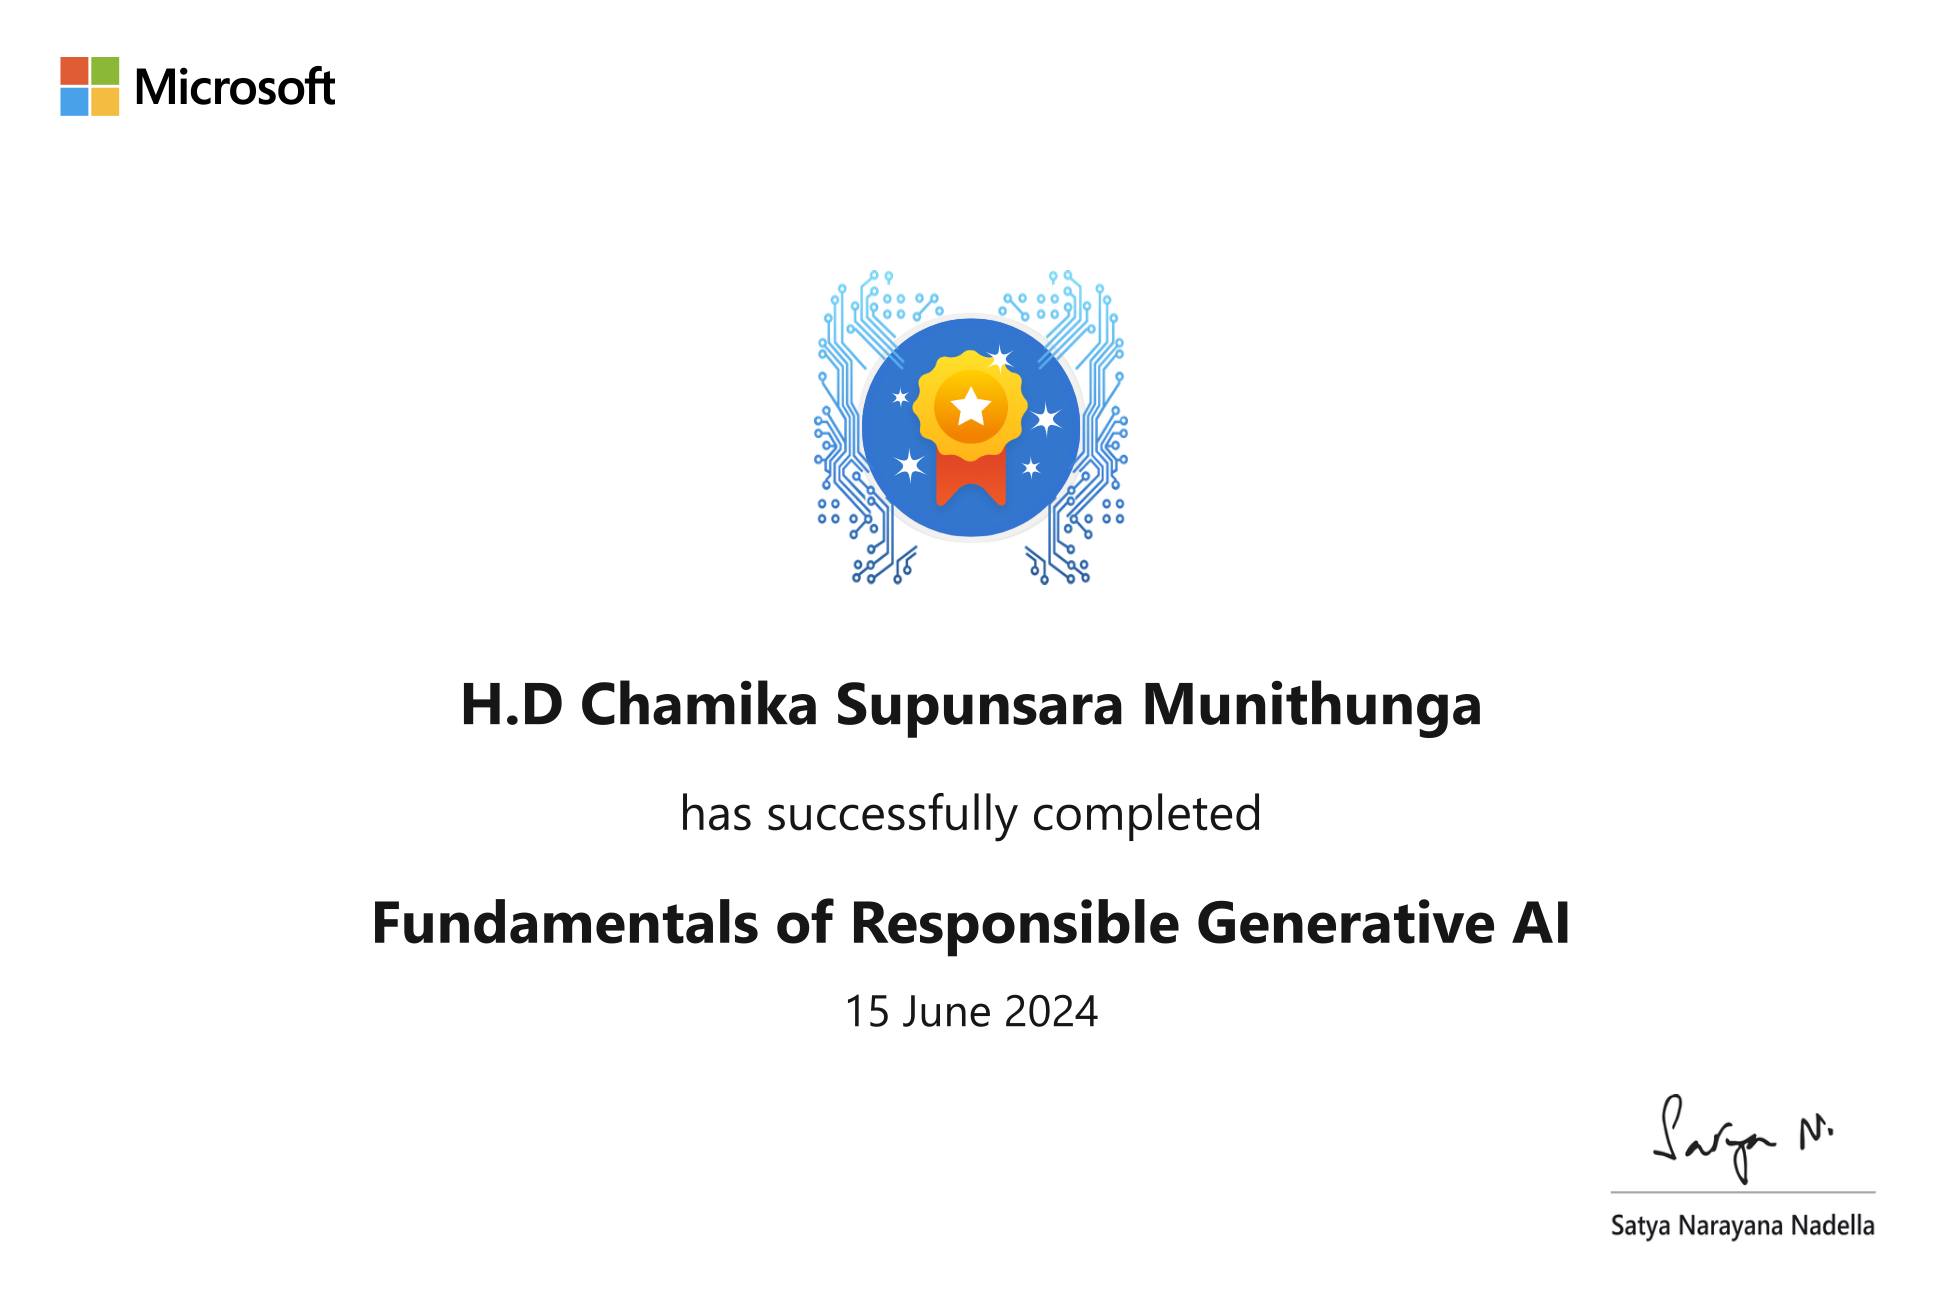 Microsoft
H.D Chamika Supunsara Munithunga
has successfully completed
Fundamentals of Responsible Generative AI
15 June 2024
Satya N.
Satya Narayana Nadella